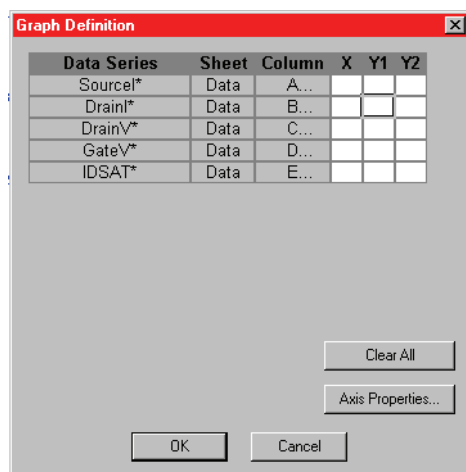 Graph Definition
Data Series Sheet Column X Y1 Y2
SourceI* Data A...
DrainI* Data B...
DrainV* Data C...
GateV* Data D...
IDSAT* Data E...
Clear All
Axis Properties...
OK Cancel